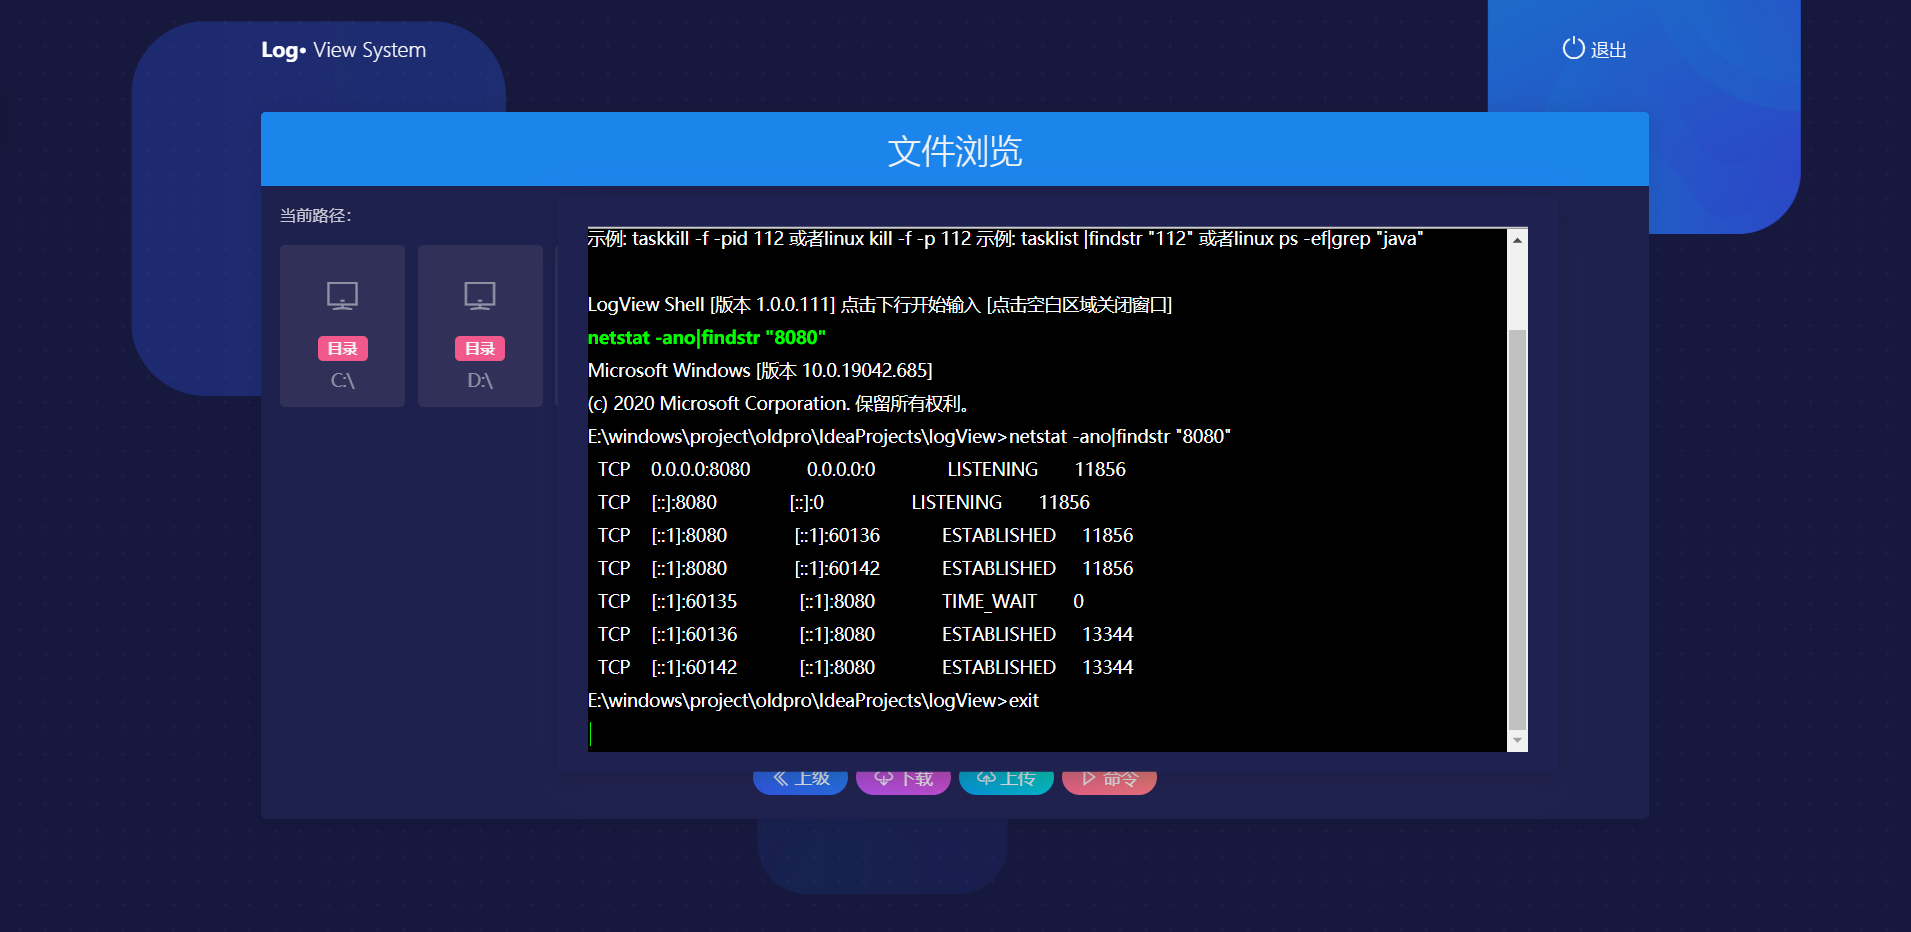 Log• View System
退出
文件浏览
当前路径：
目录
C:\
目录
D:\
示例: taskkill -f -pid 112 或者linux kill -f -p 112 示例: tasklist |findstr "112" 或者linux ps -ef|grep "java"
LogView Shell [版本 1.0.0.111] 点击下行开始输入 [点击空白区域关闭窗口]
netstat -ano|findstr "8080"
Microsoft Windows [版本 10.0.19042.685]
(c) 2020 Microsoft Corporation. 保留所有权利。
E:\windows\project\oldpro\IdeaProjects\logView>netstat -ano|findstr "8080"
TCP 0.0.0.0:8080 0.0.0.0:0 LISTENING 11856
TCP [::]:8080 [::]:0 LISTENING 11856
TCP [::1]:8080 [::1]:60136 ESTABLISHED 11856
TCP [::1]:8080 [::1]:60142 ESTABLISHED 11856
TCP [::1]:60135 [::1]:8080 TIME_WAIT 0
TCP [::1]:60136 [::1]:8080 ESTABLISHED 13344
TCP [::1]:60142 [::1]:8080 ESTABLISHED 13344
E:\windows\project\oldpro\IdeaProjects\logView>exit
上级 下载 上传 命令